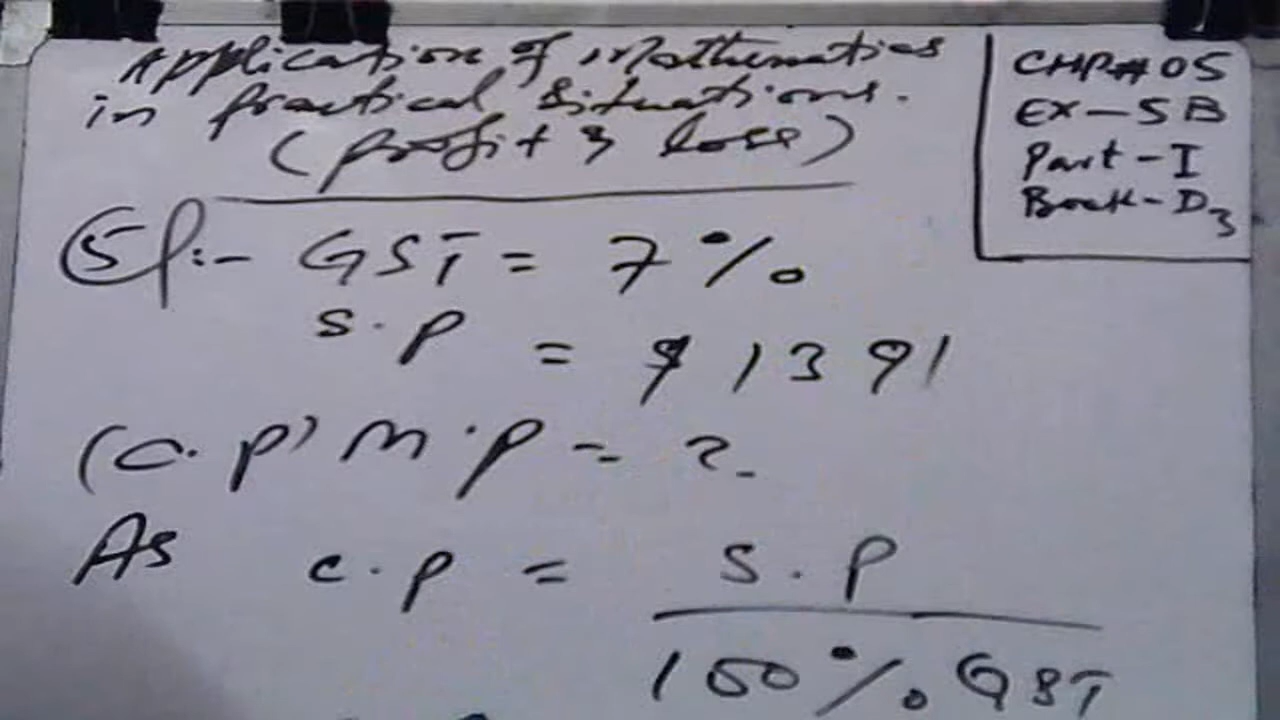 Application of Mathematics
in practical situations.
(profit & loss)
CHP# 05
EX-5B
Part-I
Book-D3
5 :- GST = 7%
S.P = $1391
(C.P) M.P = ?
As C.P = S.P
100% GST